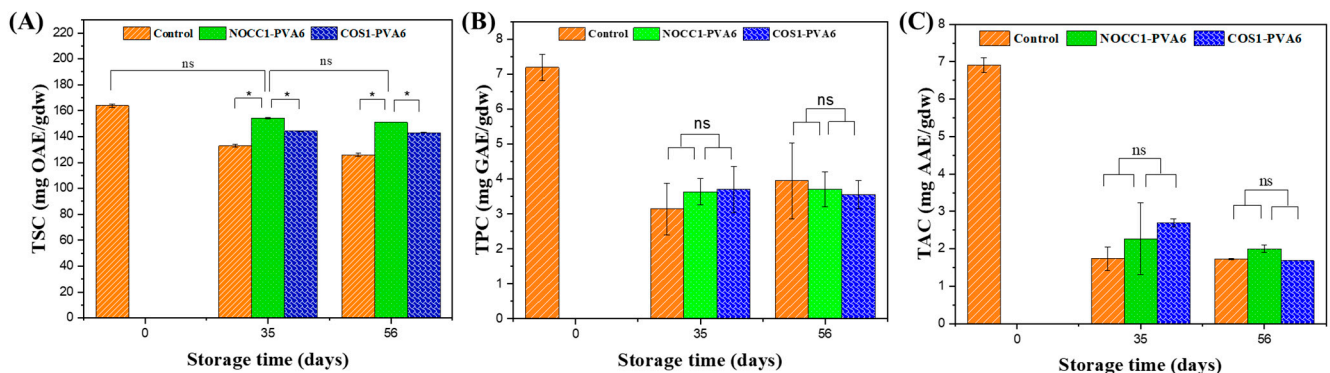 (A)
Control NOCC1-PVA6 COS1-PVA6
ns ns
* * * *
220
200
180
160
140
120
100
80
60
40
20
0
TSC (mg OAE/gdw)
0 35 56
Storage time (days)
(B)
Control NOCC1-PVA6 COS1-PVA6
ns
ns
8
7
6
5
4
3
2
1
0
TPC (mg GAE/gdw)
0 35 56
Storage time (days)
(C)
Control NOCC1-PVA6 COS1-PVA6
ns
ns
8
7
6
5
4
3
2
1
0
TAC (mg AAE/gdw)
0 35 56
Storage time (days)